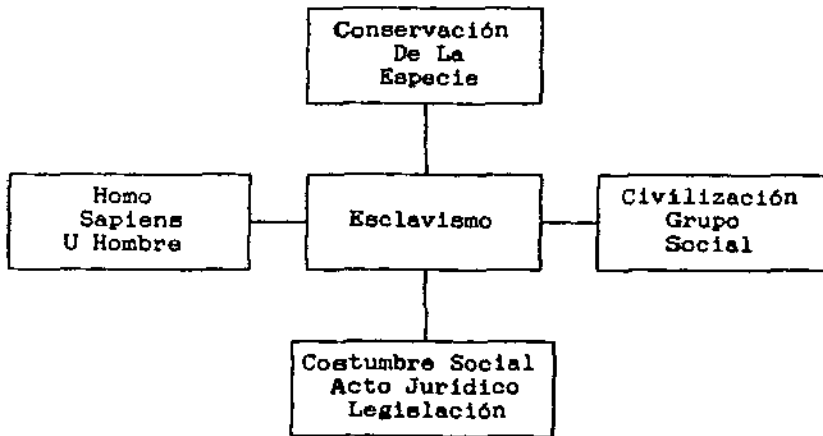 Conservación
De La
Especie
Homo
Sapiens
U Hombre
Esclavismo
Civilización
Grupo
Social
Costumbre Social
Acto Jurídico
Legislación